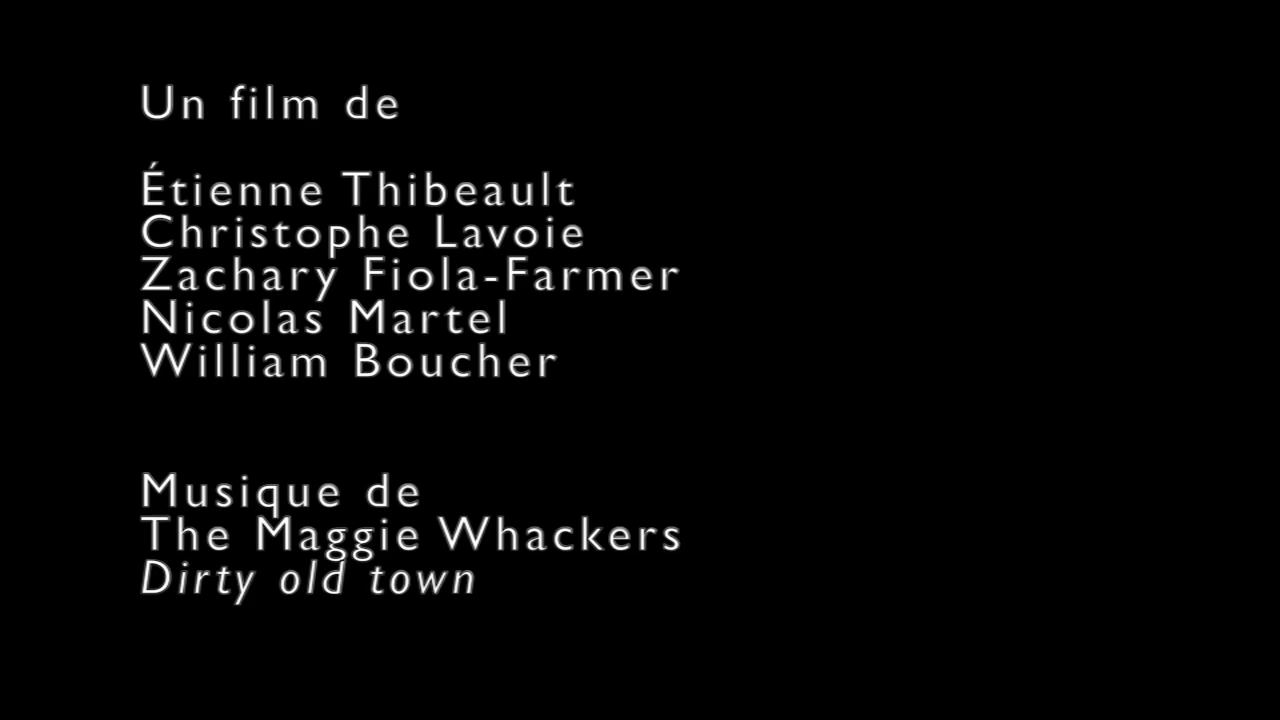 Un film de
Étienne Thibeault
Christophe Lavoie
Zachary Fiola-Farmer
Nicolas Martel
William Boucher
Musique de
The Maggie Whackers
Dirty old town